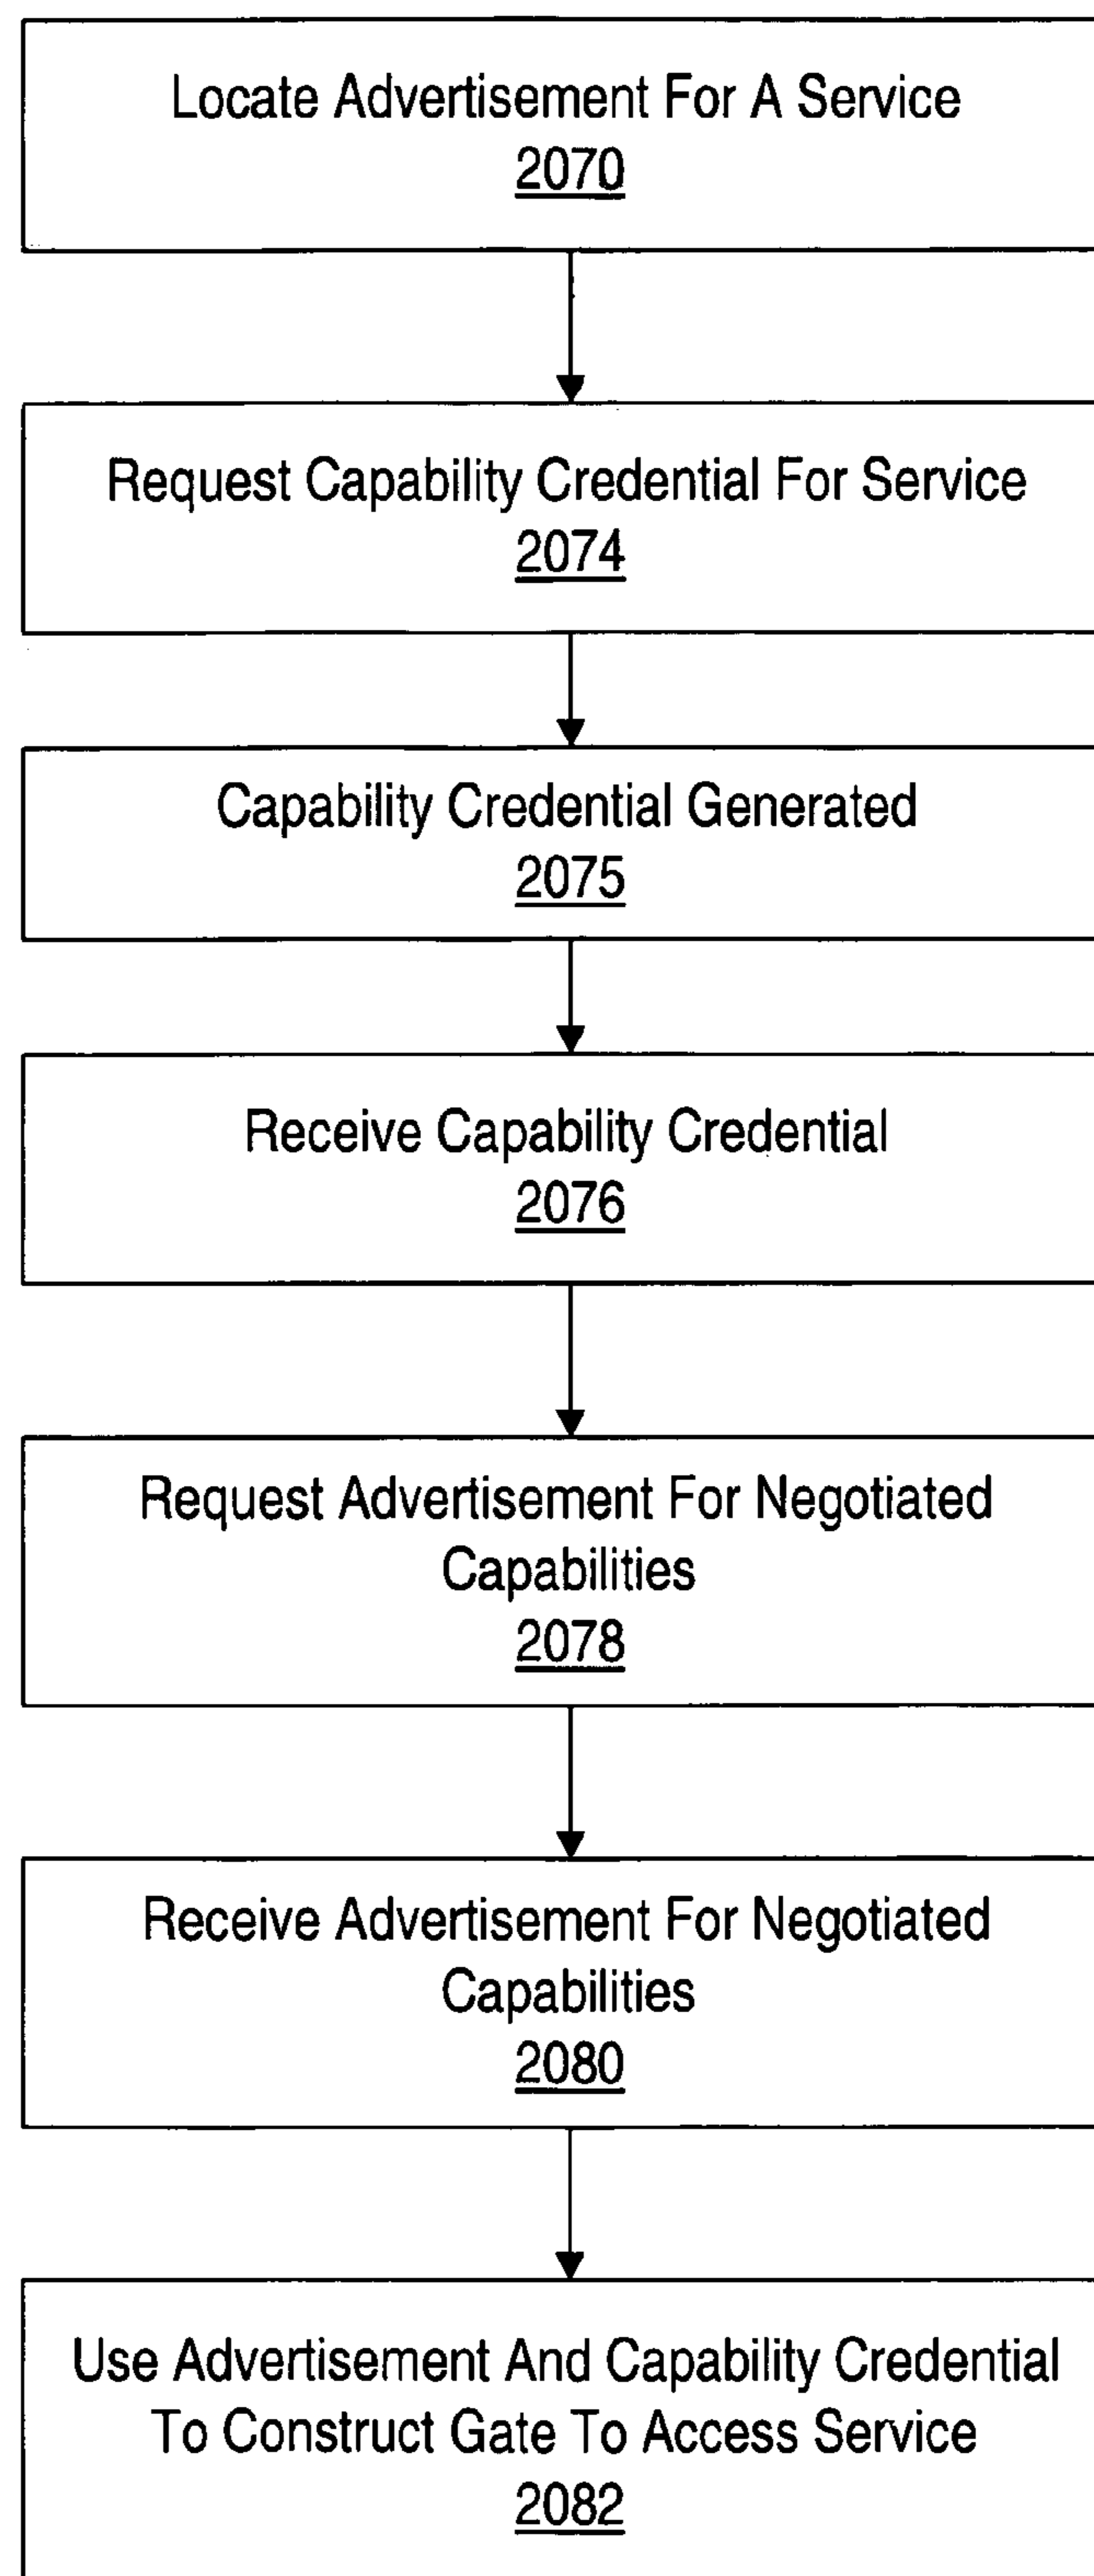 Locate Advertisement For A Service
2070
Request Capability Credential For Service
2074
Capability Credential Generated
2075
Receive Capability Credential
2076
Request Advertisement For Negotiated
Capabilities
2078
Receive Advertisement For Negotiated
Capabilities
2080
Use Advertisement And Capability Credential
To Construct Gate To Access Service
2082